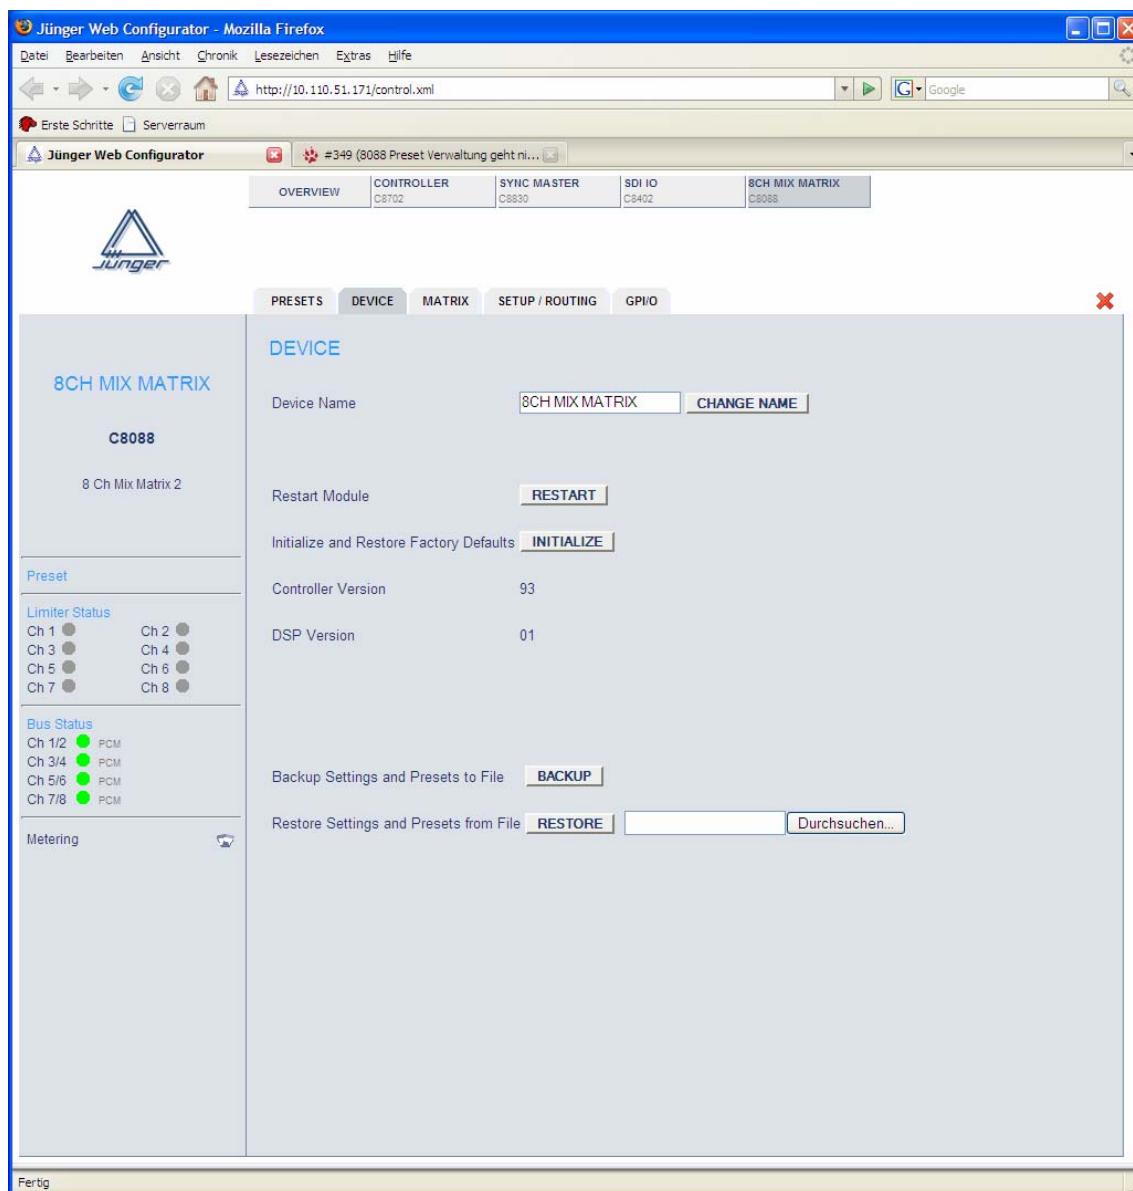 Jünger Web Configurator - Mozilla Firefox
Datei Bearbeiten Ansicht Chronik Lesezeichen Extras Hilfe
http://10.110.51.171/control.xml
G Google
Erste Schritte Serverraum
Jünger Web Configurator #349 (8088 Preset Verwaltung geht ni...
OVERVIEW CONTROLLER SYNC MASTER SDI IO 8CH MIX MATRIX
C8702 C8830 C8402 C8088
Jünger
PRESETS DEVICE MATRIX SETUP / ROUTING GPI/O
DEVICE
8CH MIX MATRIX
Device Name 8CH MIX MATRIX CHANGE NAME
C8088
8 Ch Mix Matrix 2
Restart Module RESTART
Initialize and Restore Factory Defaults INITIALIZE
Preset
Controller Version 93
Limiter Status
Ch 1 Ch 2
DSP Version 01
Ch 3 Ch 4
Ch 5 Ch 6
Ch 7 Ch 8
Bus Status
Ch 1/2 PCM
Ch 3/4 PCM
Ch 5/6 PCM
Ch 7/8 PCM
Backup Settings and Presets to File BACKUP
Restore Settings and Presets from File RESTORE Durchsuchen...
Metering
Fertig